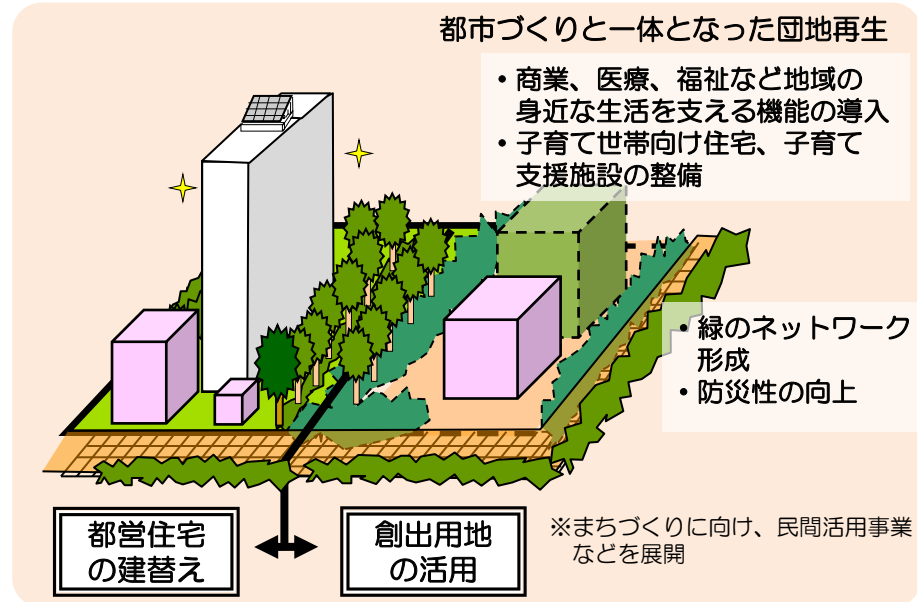 都市づくりと一体となった団地再生
・商業、医療、福祉など地域の
身近な生活を支える機能の導入
・子育て世帯向け住宅、子育て
支援施設の整備
・緑のネットワーク
形成
・防災性の向上
都営住宅
の建替え
創出用地
の活用
※まちづくりに向け、民間活用事業
などを展開